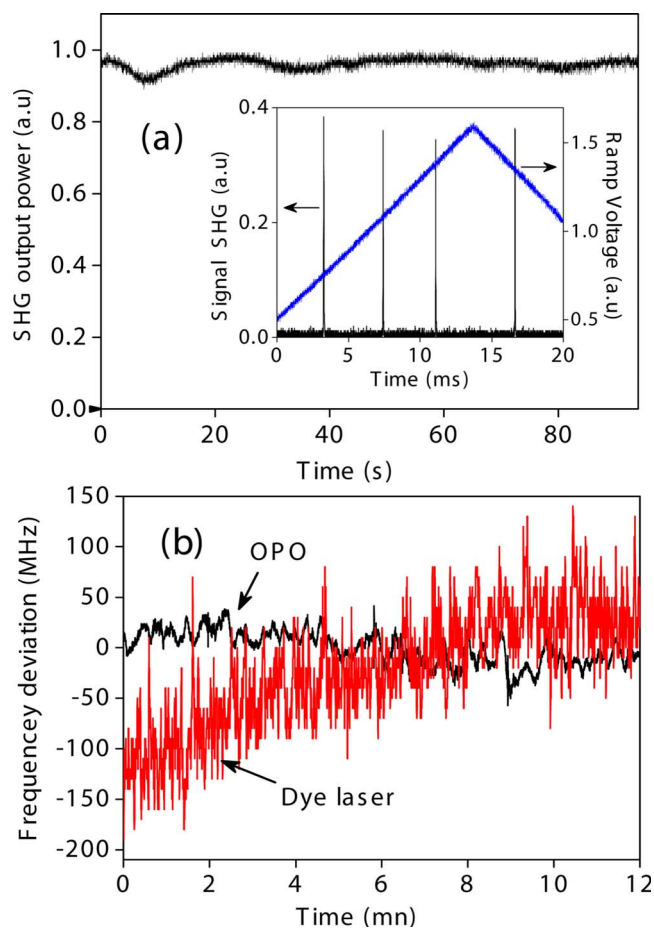 1.0
0.8
0.6
0.4
0.2
0.0
SHG output power (a.u)
(a)
0.4
0.2
0.0
Signal SHG (a.u)
1.5
1.0
0.5
Ramp Voltage (a.u)
0 5 10 15 20
Time (ms)
0 20 40 60 80
Time (s)
150
100
50
0
-50
-100
-150
-200
Frequencey deviation (MHz)
(b)
OPO
Dye laser
0 2 4 6 8 10 12
Time (mn)